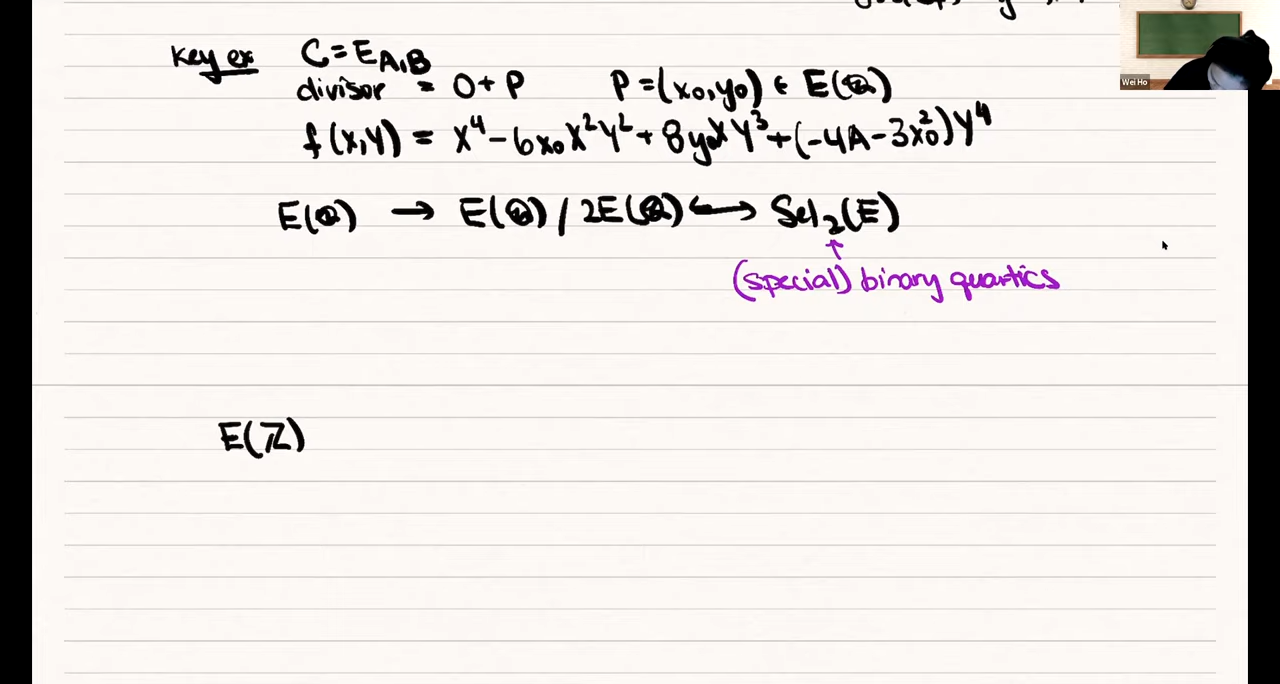 Key ex C = E_{A,B}
divisor = O + P P = (x₀, y₀) ∈ E(ℚ)
f(X,Y) = X⁴ - 6x₀X²Y² + 8y₀XY³ + (-4A - 3x₀²)Y⁴
E(ℚ) → E(ℚ) / 2E(ℚ) ↔ Sel₂(E)
↑
(special) binary quartics
E(ℤ)
Wei Ho